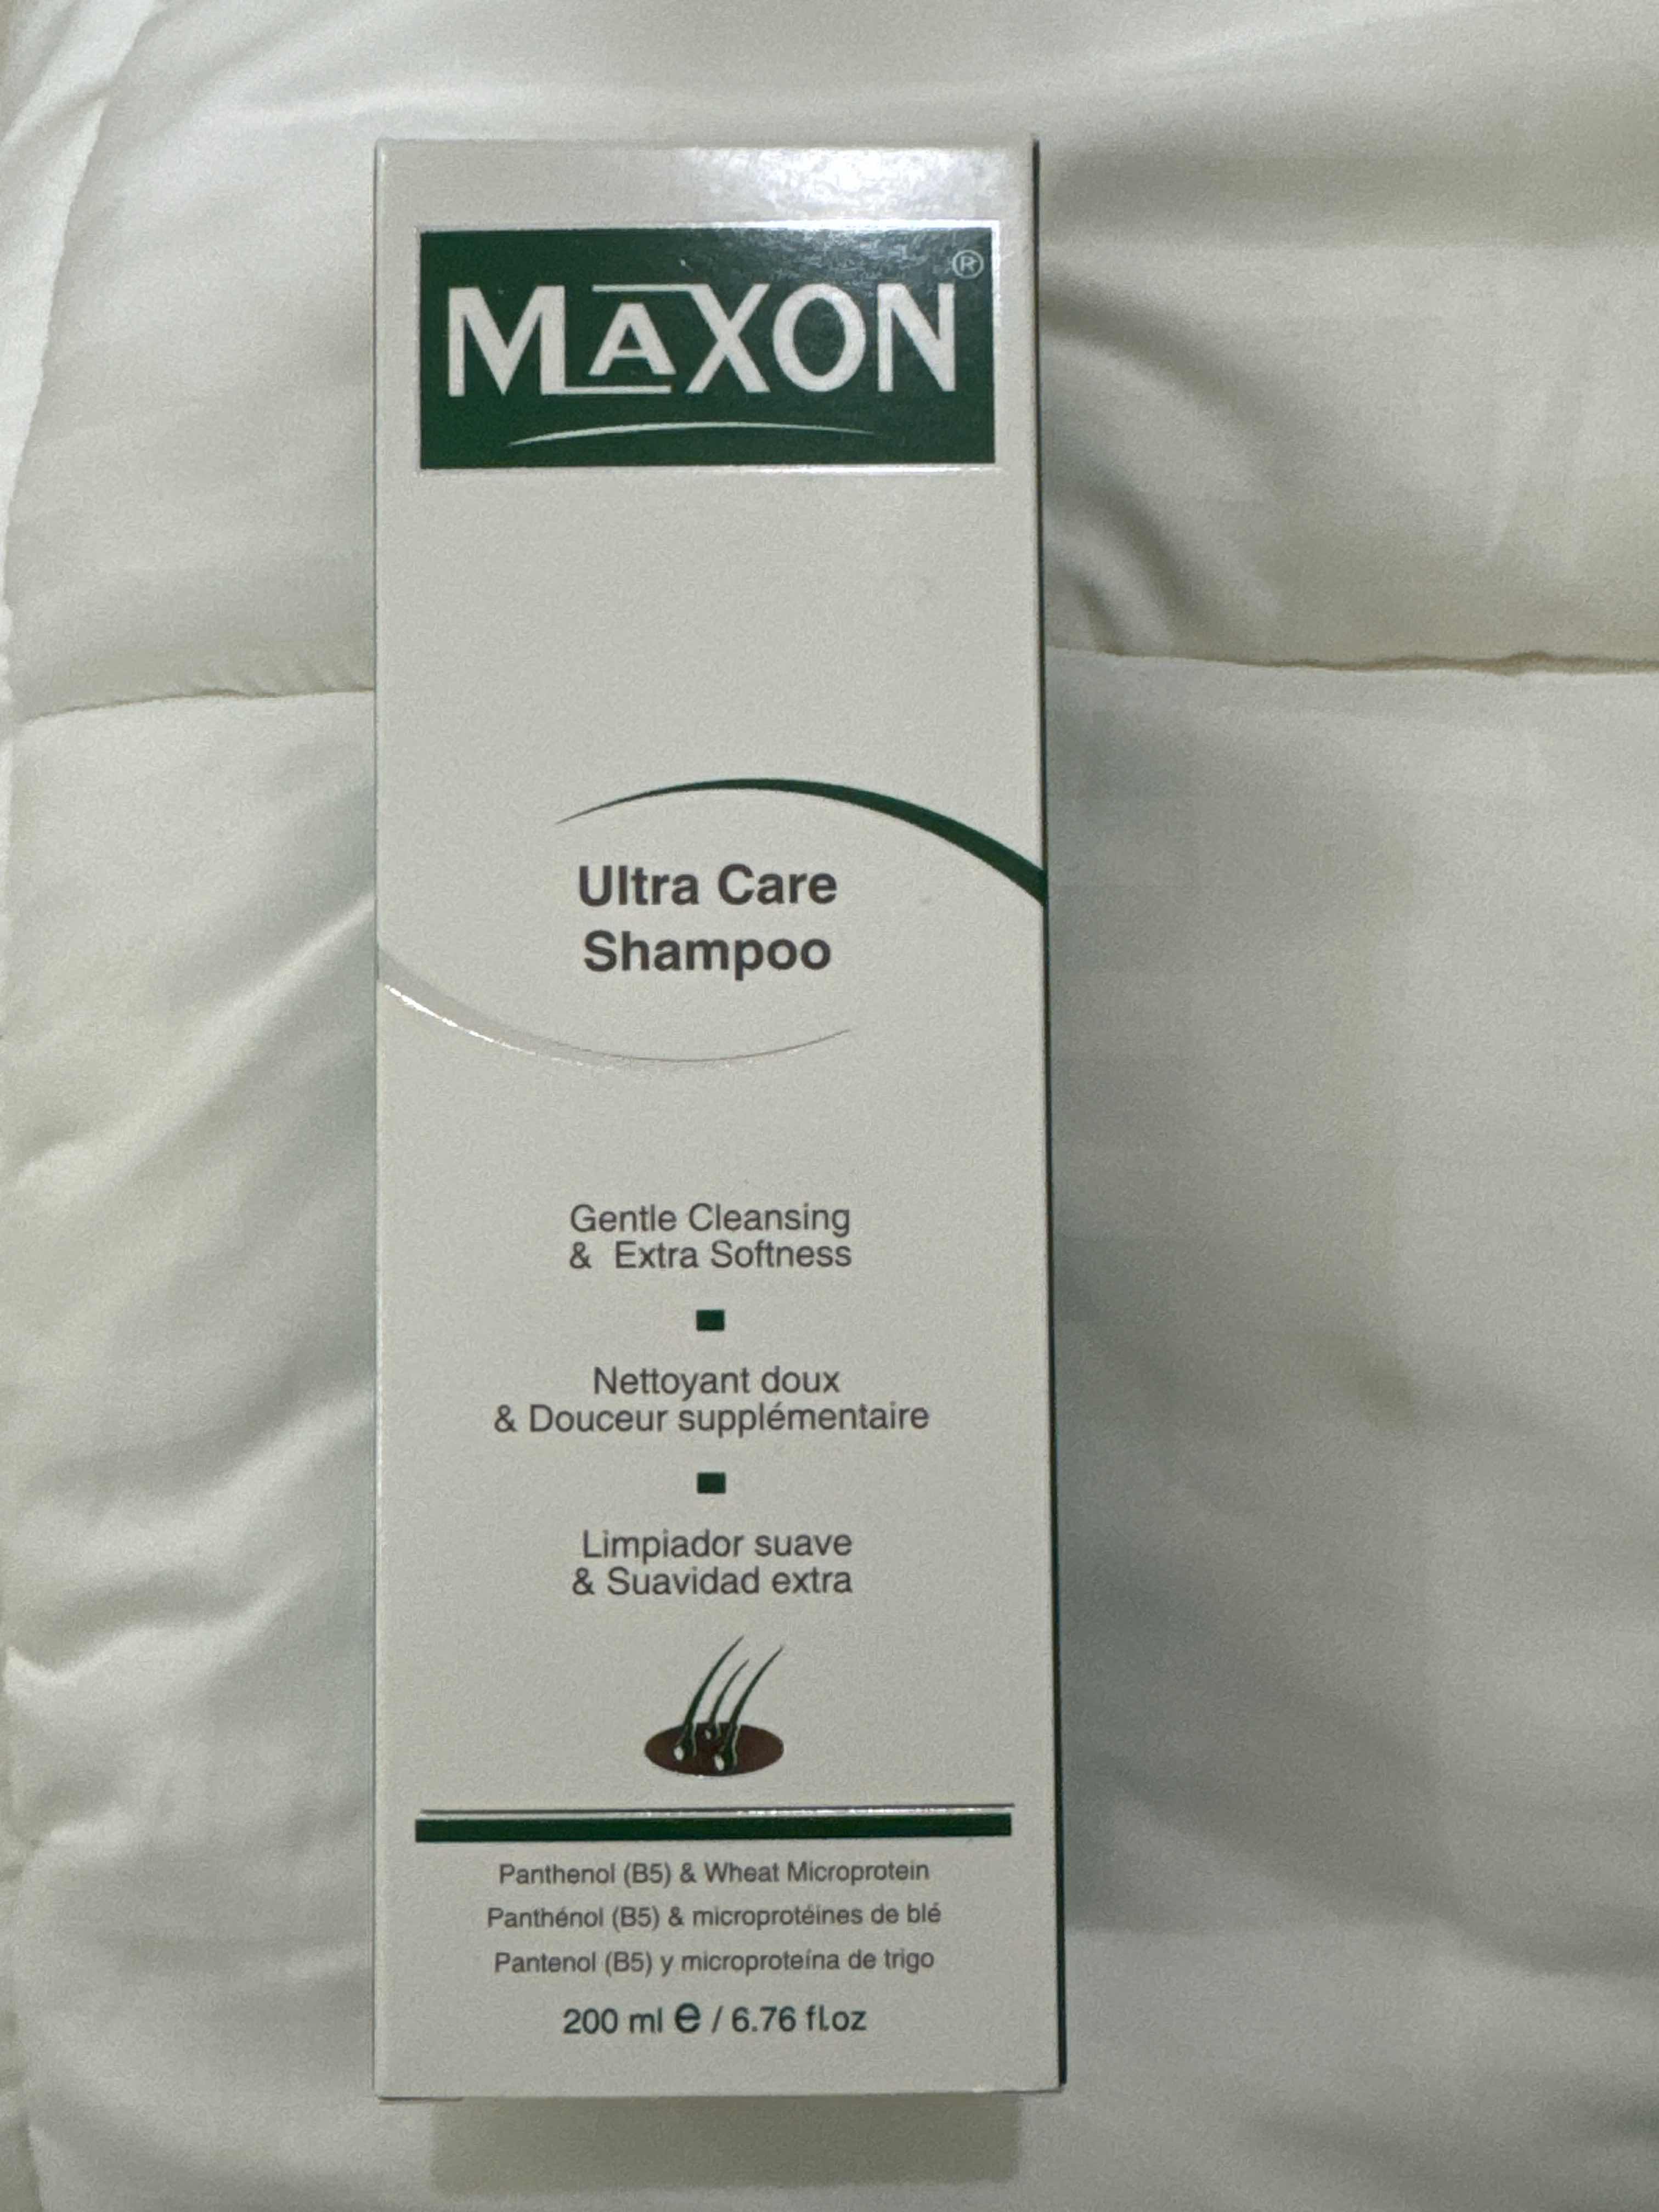 MAXON®
Ultra Care
Shampoo
Gentle Cleansing
& Extra Softness
Nettoyant doux
& Douceur supplémentaire
Limpiador suave
& Suavidad extra
Panthenol (B5) & Wheat Microprotein
Panthénol (B5) & microprotéines de blé
Pantenol (B5) y microproteína de trigo
200 ml e / 6.76 fl.oz